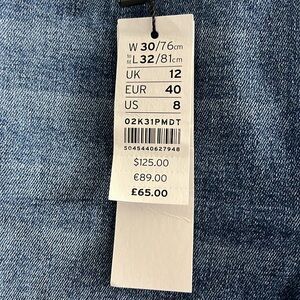 W 30/76cm
L 32/81cm
UK 12
EUR 40
US 8
02K31PMDT
5045440627948
$125.00
€89.00
£65.00